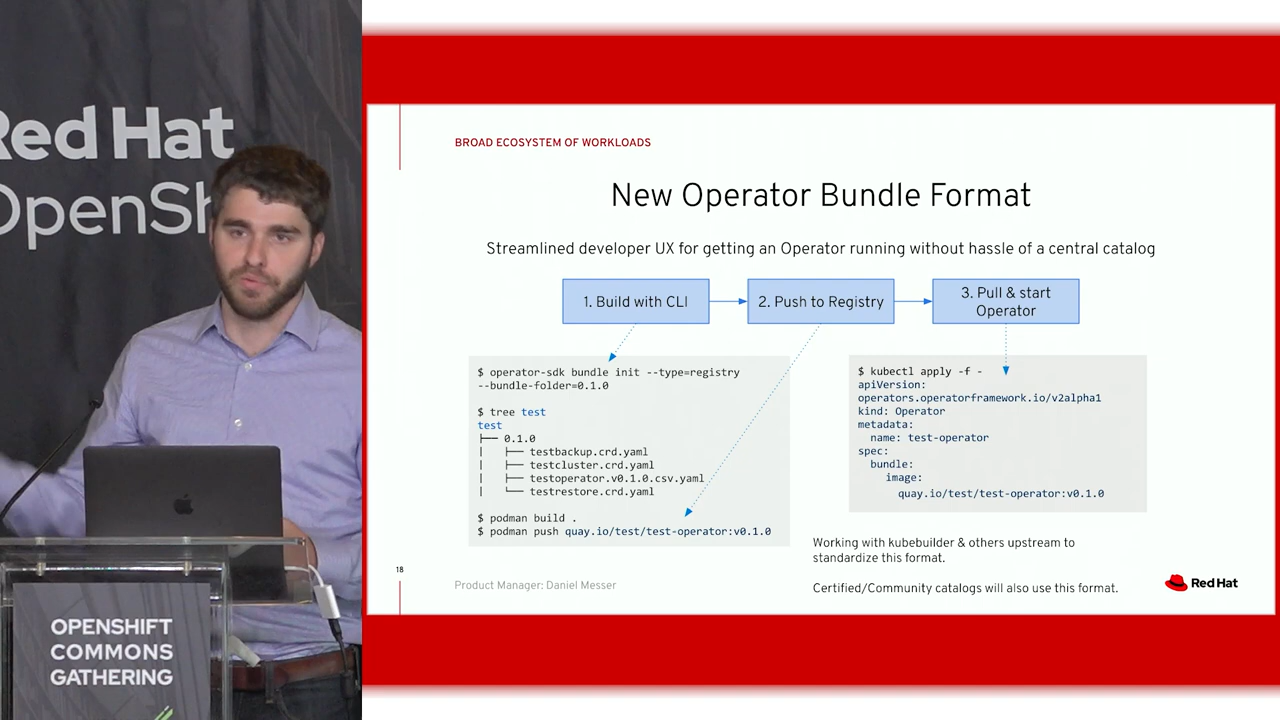 Red Hat
OpenSh
OPENSHIFT
COMMONS
GATHERING
BROAD ECOSYSTEM OF WORKLOADS
New Operator Bundle Format
Streamlined developer UX for getting an Operator running without hassle of a central catalog
1. Build with CLI
2. Push to Registry
3. Pull & start
Operator
$ operator-sdk bundle init --type=registry
--bundle-folder=0.1.0
$ tree test
test
├── 0.1.0
│   ├── testbackup.crd.yaml
│   ├── testcluster.crd.yaml
│   ├── testoperator.v0.1.0.csv.yaml
│   └── testrestore.crd.yaml
$ podman build .
$ podman push quay.io/test/test-operator:v0.1.0
$ kubectl apply -f -
apiVersion:
operators.operatorframework.io/v2alpha1
kind: Operator
metadata:
  name: test-operator
spec:
  bundle:
    image:
      quay.io/test/test-operator:v0.1.0
Working with kubebuilder & others upstream to
standardize this format.
Certified/Community catalogs will also use this format.
18
Product Manager: Daniel Messer
Red Hat